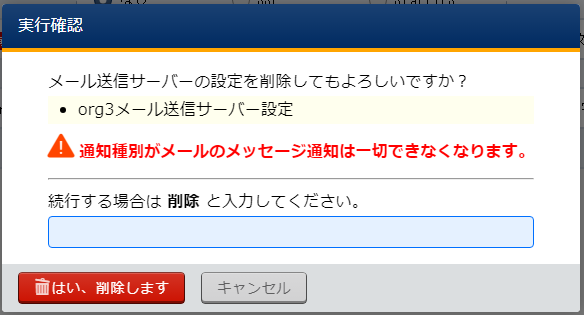 実行確認
メール送信サーバーの設定を削除してもよろしいですか？
• org3メール送信サーバー設定
通知種別がメールのメッセージ通知は一切できなくなります。
続行する場合は 削除 と入力してください。
はい、削除します
キャンセル